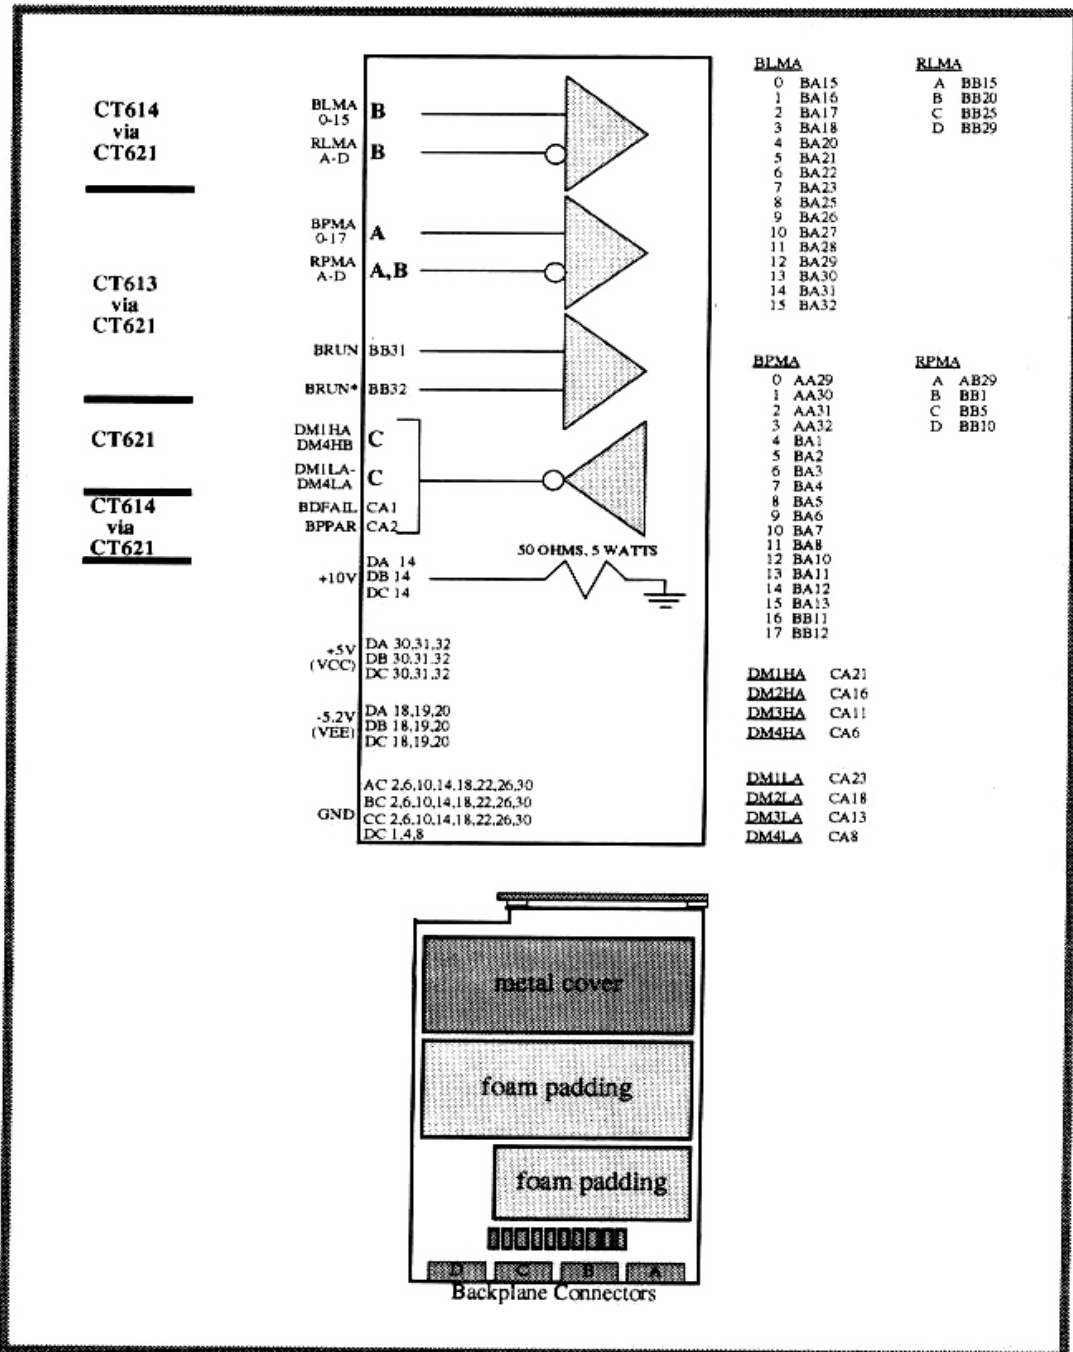 CT614
via
CT621
CT613
via
CT621
CT621
CT614
via
CT621
BLMA
0-15
B
RLMA
A-D
B
BPMA
0-17
A
RPMA
A-D
A,B
BRUN BB31
BRUN* BB32
DM1HA
DM4HB
C
DM1LA-
DM4LA
C
BDFAIL CA1
BPPAR CA2
+10V
DA 14
DB 14
DC 14
50 OHMS, 5 WATTS
+5V
(VCC)
DA 30,31,32
DB 30,31,32
DC 30,31,32
-5.2V
(VEE)
DA 18,19,20
DB 18,19,20
DC 18,19,20
GND
AC 2,6,10,14,18,22,26,30
BC 2,6,10,14,18,22,26,30
CC 2,6,10,14,18,22,26,30
DC 1,4,8
BLMA
0 BA15
1 BA16
2 BA17
3 BA18
4 BA20
5 BA21
6 BA22
7 BA23
8 BA25
9 BA26
10 BA27
11 BA28
12 BA29
13 BA30
14 BA31
15 BA32
RLMA
A BB15
B BB20
C BB25
D BB29
BPMA
0 AA29
1 AA30
2 AA31
3 AA32
4 BA1
5 BA2
6 BA3
7 BA4
8 BA5
9 BA6
10 BA7
11 BA8
12 BA10
13 BA11
14 BA12
15 BA13
16 BB11
17 BB12
RPMA
A AB29
B BB1
C BB5
D BB10
DM1HA CA21
DM2HA CA16
DM3HA CA11
DM4HA CA6
DM1LA CA23
DM2LA CA18
DM3LA CA13
DM4LA CA8
metal cover
foam padding
foam padding
D C B A
Backplane Connectors